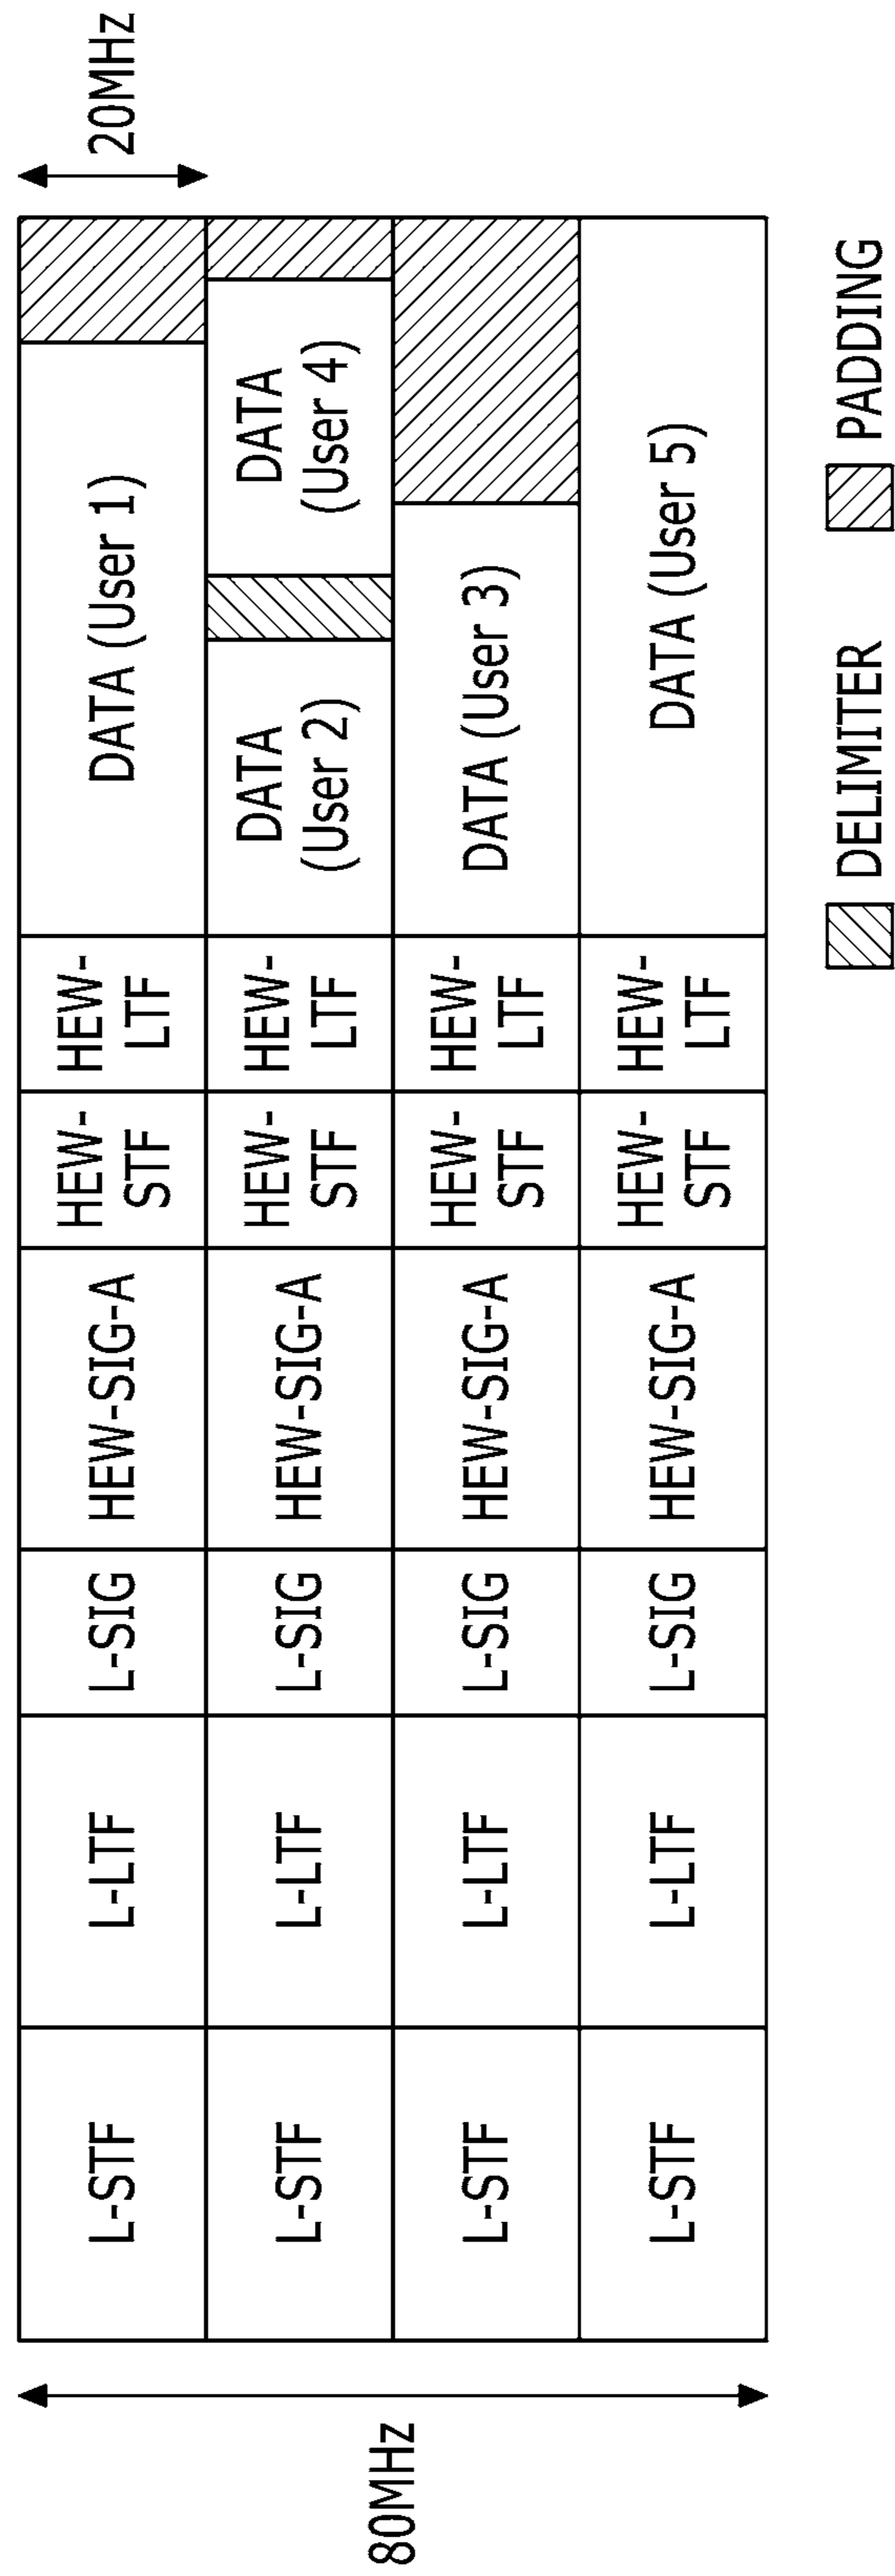 20MHz
L-STF
L-LTF
L-SIG
HEW-SIG-A
HEW-
STF
HEW-
LTF
DATA (User 1)
L-STF
L-LTF
L-SIG
HEW-SIG-A
HEW-
STF
HEW-
LTF
DATA
(User 2)
DATA
(User 4)
80MHz
L-STF
L-LTF
L-SIG
HEW-SIG-A
HEW-
STF
HEW-
LTF
DATA (User 3)
L-STF
L-LTF
L-SIG
HEW-SIG-A
HEW-
STF
HEW-
LTF
DATA (User 5)
DELIMITER
PADDING